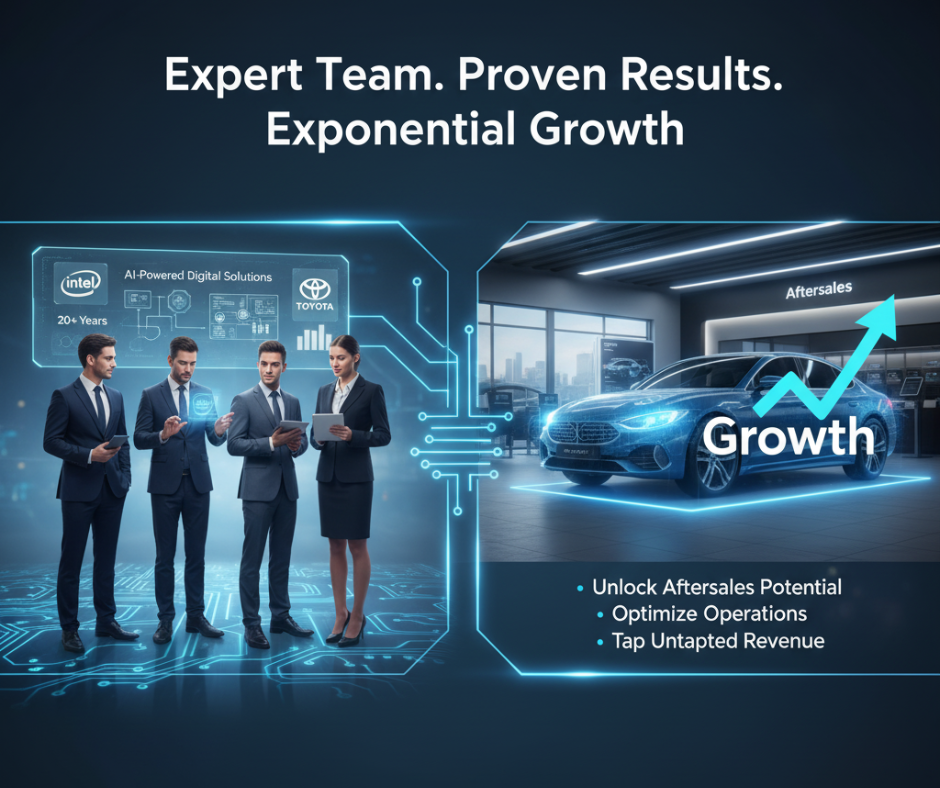 Expert Team. Proven Results.
Exponential Growth
intel
AI-Powered Digital Solutions
TOYOTA
20+ Years
Aftersales
Growth
Unlock Aftersales Potential
Optimize Operations
Tap Untapted Revenue